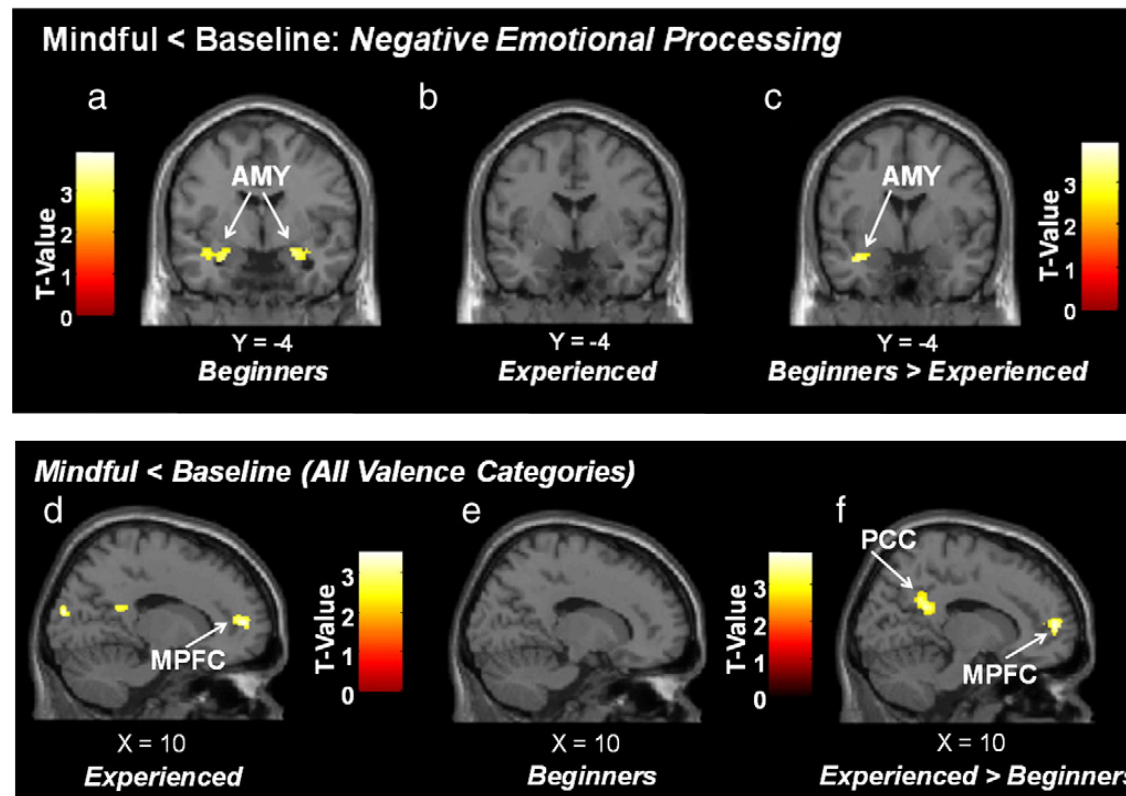 Mindful < Baseline: Negative Emotional Processing
a
b
c
AMY
AMY
T-Value
3
2
1
0
T-Value
3
2
1
0
Y = -4
Y = -4
Y = -4
Beginners
Experienced
Beginners > Experienced
Mindful < Baseline (All Valence Categories)
d
e
f
PCC
MPFC
MPFC
T-Value
3
2
1
0
T-Value
3
2
1
0
X = 10
X = 10
X = 10
Experienced
Beginners
Experienced > Beginners